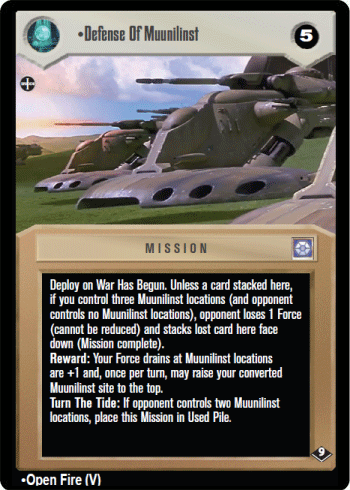 •Defense Of Muunilinst
5
MISSION
Deploy on War Has Begun. Unless a card stacked here,
if you control three Muunilinst locations (and opponent
controls no Muunilinst locations), opponent loses 1 Force
(cannot be reduced) and stacks lost card here face
down (Mission complete).
Reward: Your Force drains at Muunilinst locations
are +1 and, once per turn, may raise your converted
Muunilinst site to the top.
Turn The Tide: If opponent controls two Muunilinst
locations, place this Mission in Used Pile.
9
•Open Fire (V)